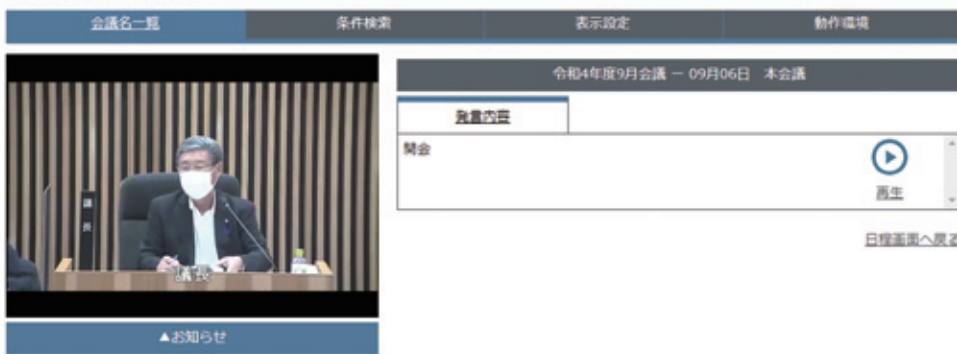 会議名一覧
条件検索
表示設定
動作環境
令和4年度9月会議 － 09月06日　本会議
発言内容
開会
再生
日程画面へ戻る
議長
議長
▲お知らせ